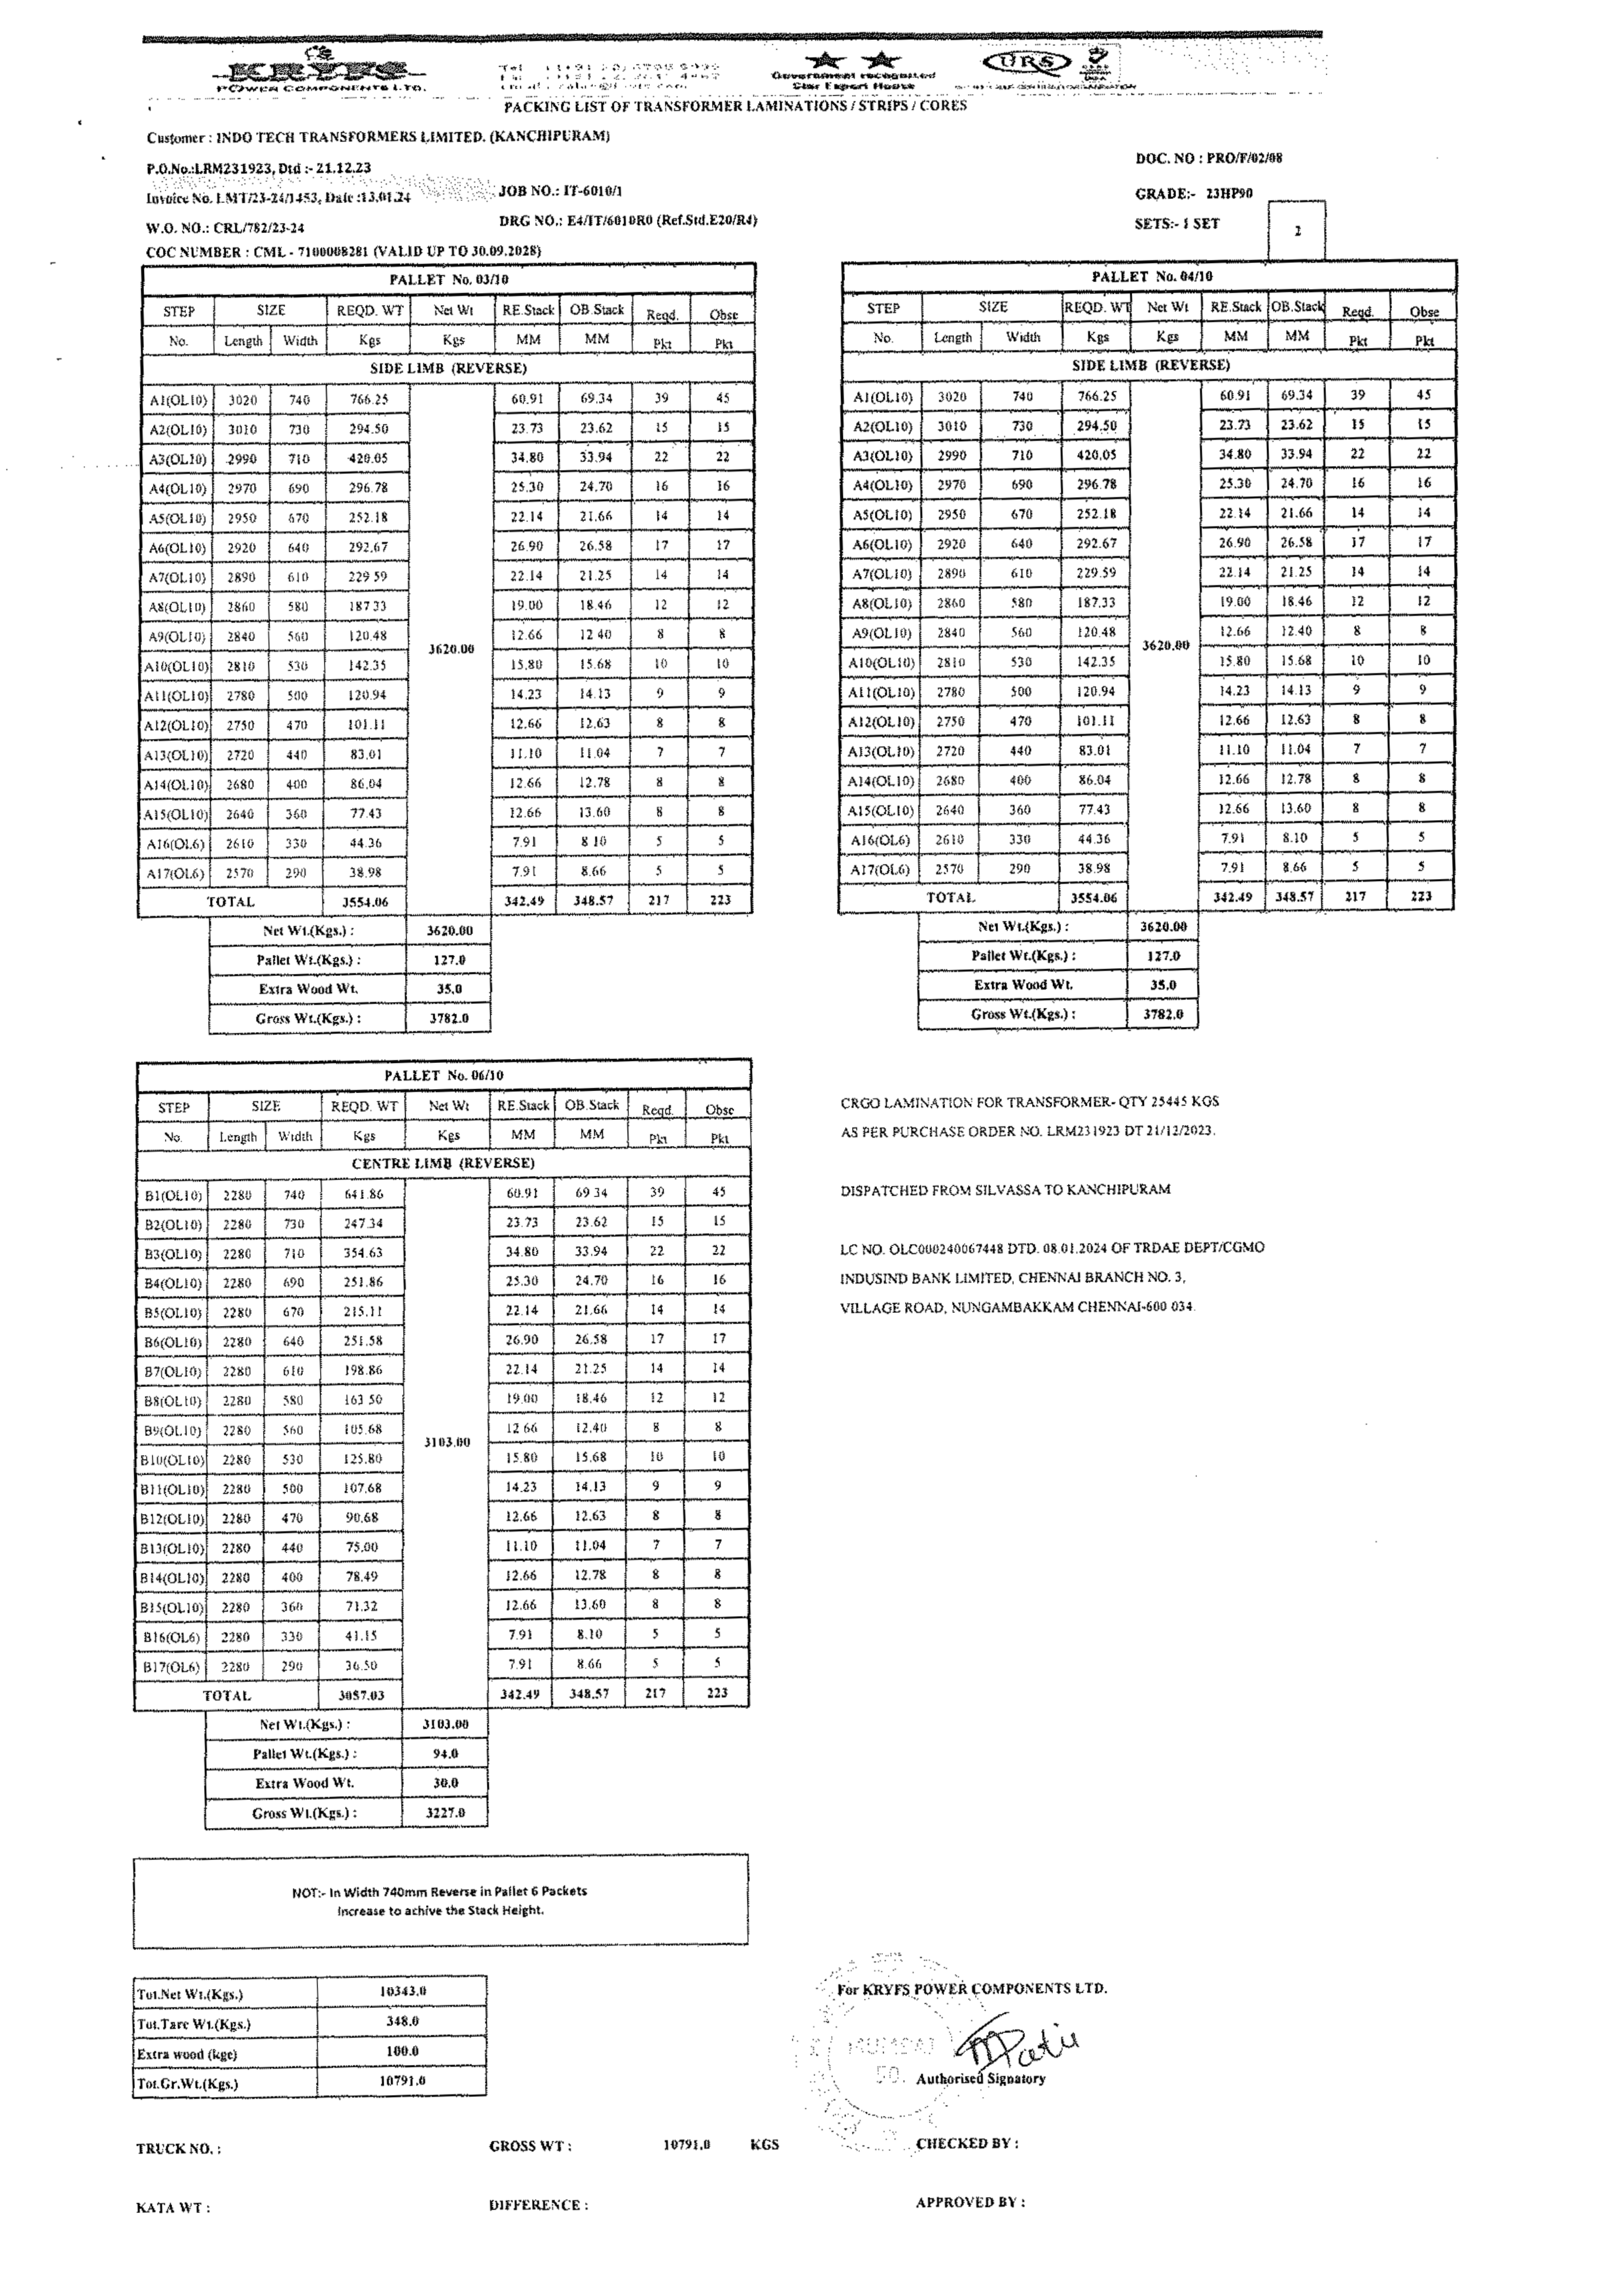 KRYFS
POWER COMPONENTS LTD.
Government recognised
Star Export House
URS
PACKING LIST OF TRANSFORMER LAMINATIONS / STRIPS / CORES
Customer : INDO TECH TRANSFORMERS LIMITED. (KANCHIPURAM)
P.O.No.:LRM231923, Dtd :- 21.12.23
DOC. NO : PRO/F/02/08
Invoice No. LMT/23-24/1453, Date :13.01.24
JOB NO.: IT-6010/1
GRADE:- 23HP90
W.O. NO.: CRL/782/23-24
DRG NO.: E4/IT/6010R0 (Ref.Std.E20/R4)
SETS:- 1 SET
2
COC NUMBER : CML - 7100008281 (VALID UP TO 30.09.2028)
PALLET No. 03/10
STEP SIZE REQD. WT Net Wt RE.Stack OB.Stack Reqd. Obse
No. Length Width Kgs Kgs MM MM Pkt Pkt
SIDE LIMB (REVERSE)
A1(OL10) 3020 740 766.25 60.91 69.34 39 45
A2(OL10) 3010 730 294.50 23.73 23.62 15 15
A3(OL10) 2990 710 420.05 34.80 33.94 22 22
A4(OL10) 2970 690 296.78 25.30 24.70 16 16
A5(OL10) 2950 670 252.18 22.14 21.66 14 14
A6(OL10) 2920 640 292.67 26.90 26.58 17 17
A7(OL10) 2890 610 229 59 22.14 21.25 14 14
A8(OL10) 2860 580 187.33 19.00 18.46 12 12
A9(OL10) 2840 560 120.48 12.66 12 40 8 8
3620.00
A10(OL10) 2810 530 142.35 15.80 15.68 10 10
A11(OL10) 2780 500 120.94 14.23 14.13 9 9
A12(OL10) 2750 470 101.11 12.66 12.63 8 8
A13(OL10) 2720 440 83.01 11.10 11.04 7 7
A14(OL10) 2680 400 86.04 12.66 12.78 8 8
A15(OL10) 2640 360 77.43 12.66 13.60 8 8
A16(OL6) 2610 330 44.36 7.91 8 10 5 5
A17(OL6) 2570 290 38.98 7.91 8.66 5 5
TOTAL 3554.06 342.49 348.57 217 223
Net Wt.(Kgs.) : 3620.00
Pallet Wt.(Kgs.) : 127.0
Extra Wood Wt. 35.0
Gross Wt.(Kgs.) : 3782.0
PALLET No. 04/10
STEP SIZE REQD. WT Net Wt RE.Stack OB.Stack Reqd. Obse
No. Length Width Kgs Kgs MM MM Pkt Pkt
SIDE LIMB (REVERSE)
A1(OL10) 3020 740 766.25 60.91 69.34 39 45
A2(OL10) 3010 730 294.50 23.73 23.62 15 15
A3(OL10) 2990 710 420.05 34.80 33.94 22 22
A4(OL10) 2970 690 296.78 25.30 24.70 16 16
A5(OL10) 2950 670 252.18 22.14 21.66 14 14
A6(OL10) 2920 640 292.67 26.90 26.58 17 17
A7(OL10) 2890 610 229.59 22.14 21.25 14 14
A8(OL10) 2860 580 187.33 19.00 18.46 12 12
A9(OL10) 2840 560 120.48 12.66 12.40 8 8
3620.00
A10(OL10) 2810 530 142.35 15.80 15.68 10 10
A11(OL10) 2780 500 120.94 14.23 14.13 9 9
A12(OL10) 2750 470 101.11 12.66 12.63 8 8
A13(OL10) 2720 440 83.01 11.10 11.04 7 7
A14(OL10) 2680 400 86.04 12.66 12.78 8 8
A15(OL10) 2640 360 77.43 12.66 13.60 8 8
A16(OL6) 2610 330 44.36 7.91 8.10 5 5
A17(OL6) 2570 290 38.98 7.91 8.66 5 5
TOTAL 3554.06 342.49 348.57 217 223
Net Wt.(Kgs.) : 3620.00
Pallet Wt.(Kgs.) : 127.0
Extra Wood Wt. 35.0
Gross Wt.(Kgs.) : 3782.0
PALLET No. 06/10
STEP SIZE REQD. WT Net Wt RE.Stack OB.Stack Reqd. Obse
No. Length Width Kgs Kgs MM MM Pkt Pkt
CENTRE LIMB (REVERSE)
B1(OL10) 2280 740 641.86 60.91 69 34 39 45
B2(OL10) 2280 730 247.34 23.73 23.62 15 15
B3(OL10) 2280 710 354.63 34.80 33.94 22 22
B4(OL10) 2280 690 251.86 25.30 24.70 16 16
B5(OL10) 2280 670 215.11 22.14 21.66 14 14
B6(OL10) 2280 640 251.58 26.90 26.58 17 17
B7(OL10) 2280 610 198.86 22.14 21.25 14 14
B8(OL10) 2280 580 163 50 19.00 18.46 12 12
B9(OL10) 2280 560 105.68 12 66 12.40 8 8
3103.00
B10(OL10) 2280 530 125.80 15.80 15.68 10 10
B11(OL10) 2280 500 107.68 14.23 14.13 9 9
B12(OL10) 2280 470 90.68 12.66 12.63 8 8
B13(OL10) 2280 440 75.00 11.10 11.04 7 7
B14(OL10) 2280 400 78.49 12.66 12.78 8 8
B15(OL10) 2280 360 71.32 12.66 13.60 8 8
B16(OL6) 2280 330 41.15 7.91 8.10 5 5
B17(OL6) 2280 290 36.50 7.91 8.66 5 5
TOTAL 3057.03 342.49 348.57 217 223
Net Wt.(Kgs.) : 3103.00
Pallet Wt.(Kgs.) : 94.0
Extra Wood Wt. 30.0
Gross Wt.(Kgs.) : 3227.0
CRGO LAMINATION FOR TRANSFORMER- QTY 25445 KGS
AS PER PURCHASE ORDER NO. LRM231923 DT 21/12/2023.
DISPATCHED FROM SILVASSA TO KANCHIPURAM
LC NO. OLC000240067448 DTD. 08.01.2024 OF TRDAE DEPT/CGMO
INDUSIND BANK LIMITED, CHENNAI BRANCH NO. 3,
VILLAGE ROAD, NUNGAMBAKKAM CHENNAI-600 034.
NOT:- In Width 740mm Reverse in Pallet 6 Packets
Increase to achive the Stack Height.
Tot.Net Wt.(Kgs.) 10343.0
Tot.Tare Wt.(Kgs.) 348.0
Extra wood (kgc) 100.0
Tot.Gr.Wt.(Kgs.) 10791.0
For KRYFS POWER COMPONENTS LTD.
MUMBAI
50.
Authorised Signatory
TRUCK NO. : GROSS WT : 10791.0 KGS CHECKED BY :
KATA WT : DIFFERENCE : APPROVED BY :